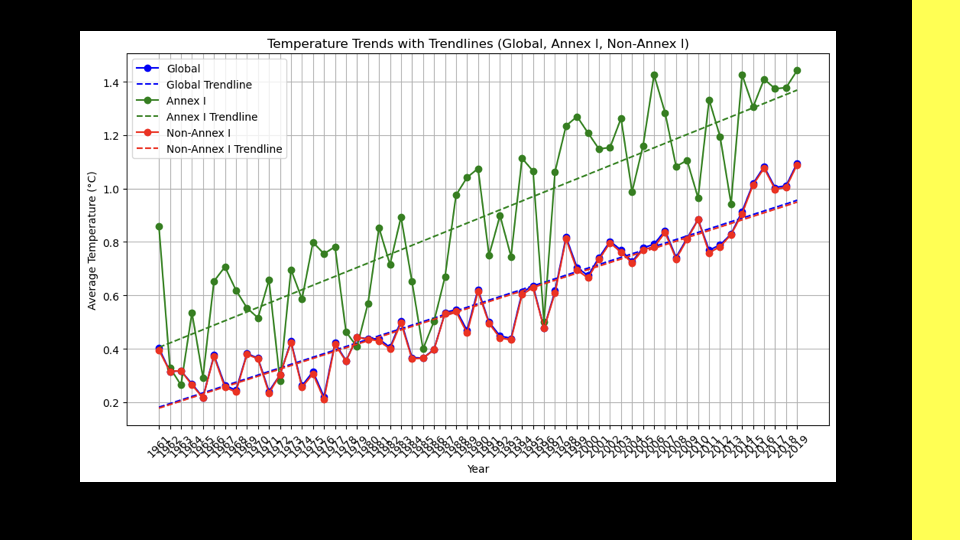 Temperature Trends with Trendlines (Global, Annex I, Non-Annex I)
Global
Global Trendline
Annex I
Annex I Trendline
Non-Annex I
Non-Annex I Trendline
Average Temperature (°C)
1.4
1.2
1.0
0.8
0.6
0.4
0.2
1961 1962 1963 1964 1965 1966 1967 1968 1969 1970 1971 1972 1973 1974 1975 1976 1977 1978 1979 1980 1981 1982 1983 1984 1985 1986 1987 1988 1989 1990 1991 1992 1993 1994 1995 1996 1997 1998 1999 2000 2001 2002 2003 2004 2005 2006 2007 2008 2009 2010 2011 2012 2013 2014 2015 2016 2017 2018 2019
Year